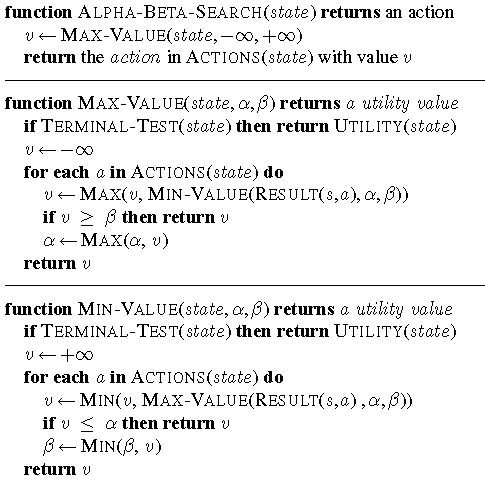 function ALPHA-BETA-SEARCH(state) returns an action
v ← MAX-VALUE(state, −∞, +∞)
return the action in ACTIONS(state) with value v
function MAX-VALUE(state, α, β) returns a utility value
if TERMINAL-TEST(state) then return UTILITY(state)
v ← −∞
for each a in ACTIONS(state) do
v ← MAX(v, MIN-VALUE(RESULT(s,a), α, β))
if v ≥ β then return v
α ← MAX(α, v)
return v
function MIN-VALUE(state, α, β) returns a utility value
if TERMINAL-TEST(state) then return UTILITY(state)
v ← +∞
for each a in ACTIONS(state) do
v ← MIN(v, MAX-VALUE(RESULT(s,a) , α, β))
if v ≤ α then return v
β ← MIN(β, v)
return v